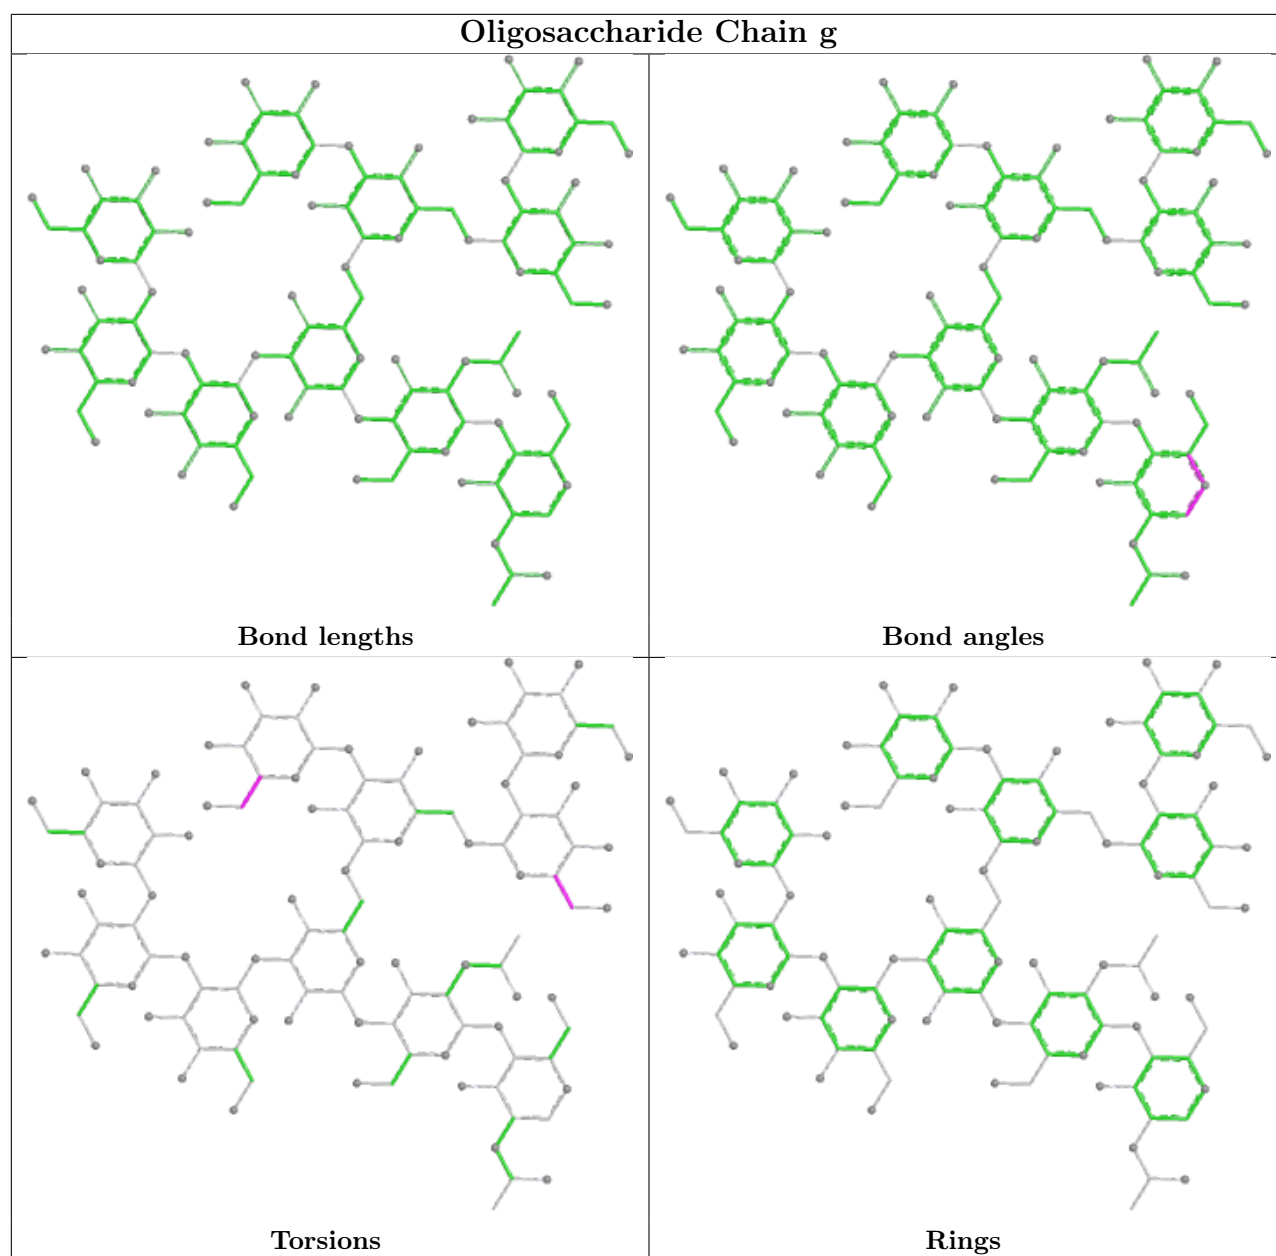 Oligosaccharide Chain g
Bond lengths
Bond angles
Torsions
Rings